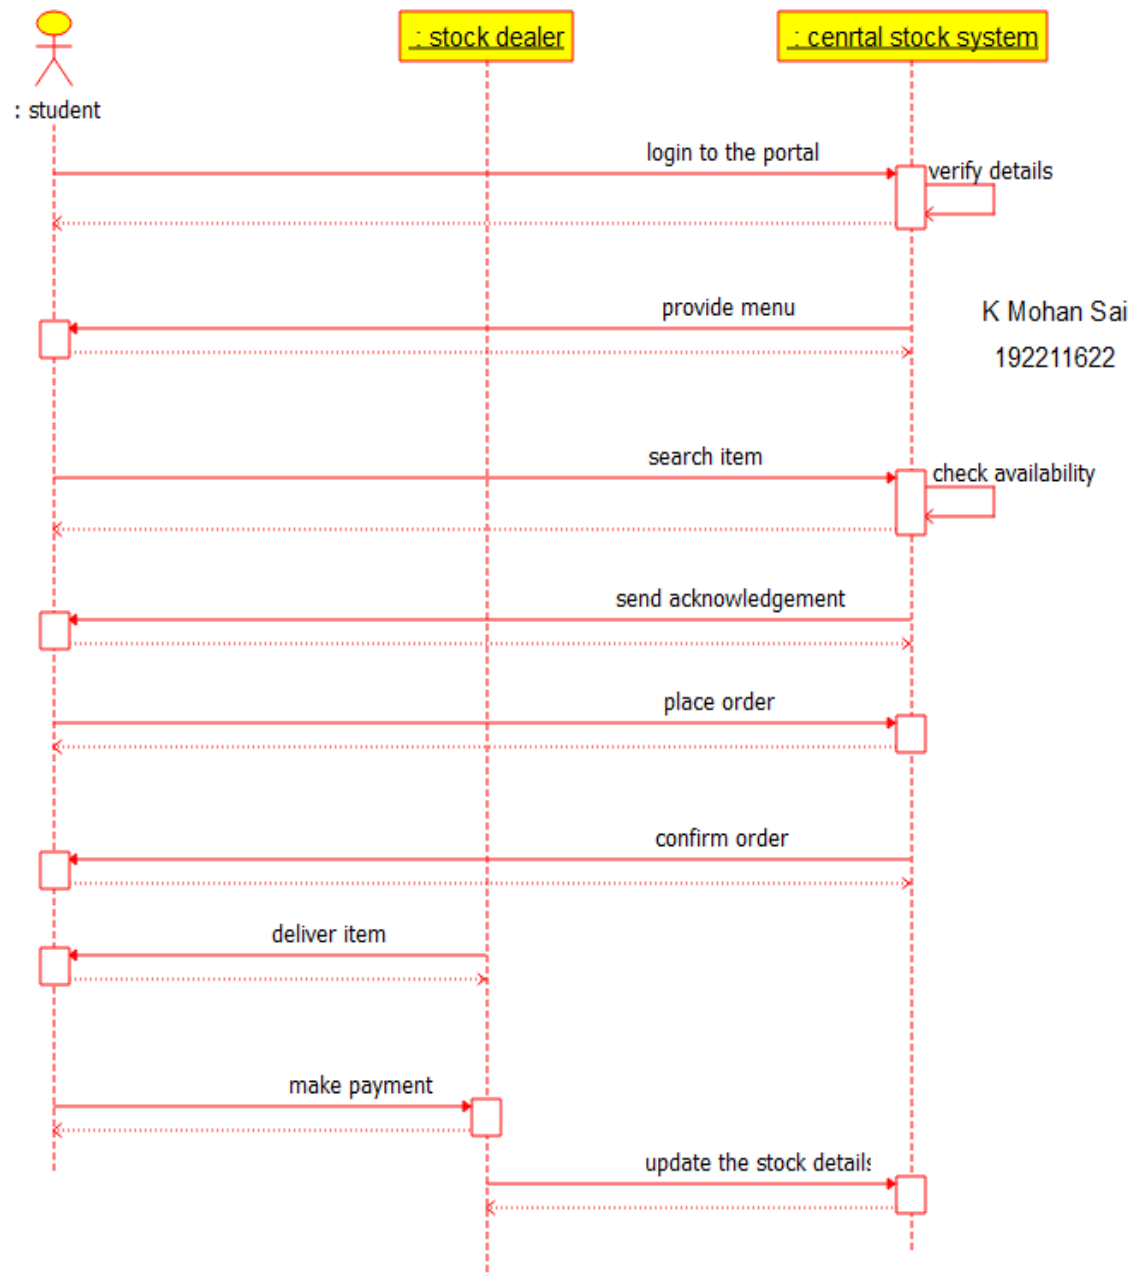 : stock dealer
: cenrtal stock system
: student
login to the portal
verify details
provide menu
K Mohan Sai
192211622
search item
check availability
send acknowledgement
place order
confirm order
deliver item
make payment
update the stock details